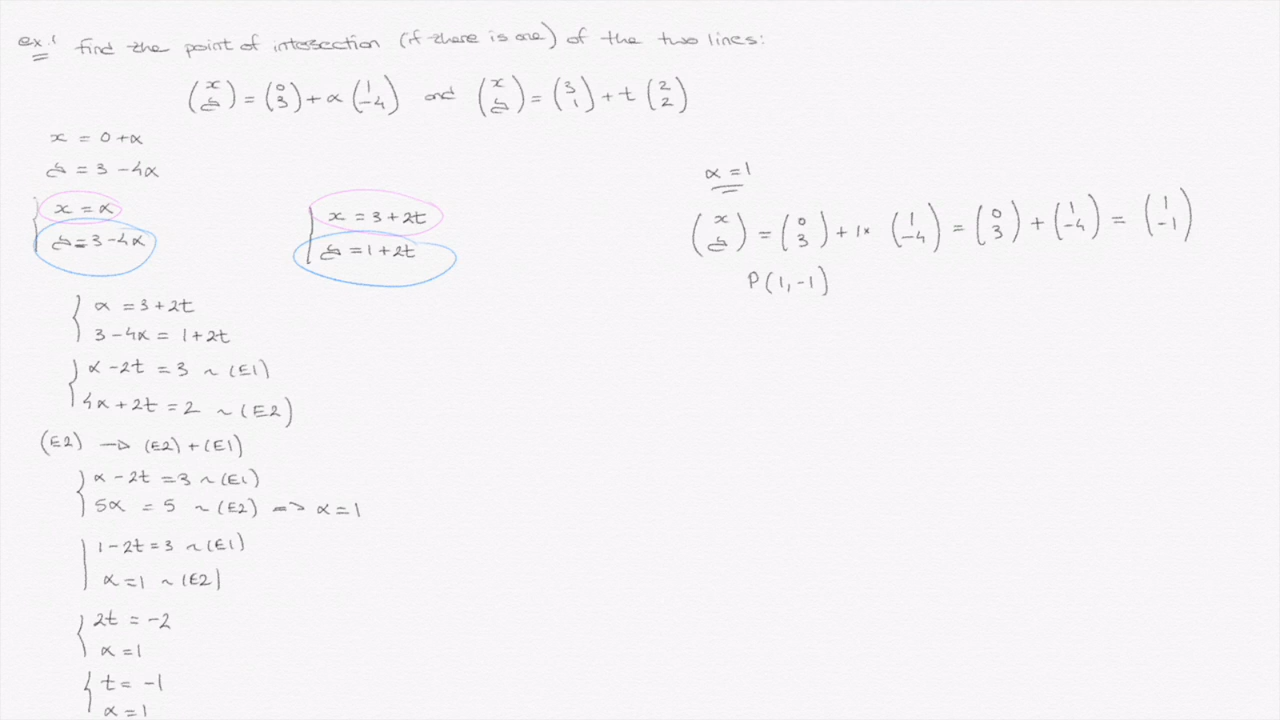 ex: find the point of intersection (if there is one) of the two lines:
(x y) = (0 3) + α (1 -4) and (x y) = (3 1) + t (2 2)
x = 0 + α
y = 3 - 4α
{ x = α
y = 3 - 4α
{ x = 3 + 2t
y = 1 + 2t
{ α = 3 + 2t
3 - 4α = 1 + 2t
{ α - 2t = 3 ~ (E1)
4α + 2t = 2 ~ (E2)
(E2) → (E2) + (E1)
{ α - 2t = 3 ~ (E1)
5α = 5 ~ (E2) => α = 1
{ 1 - 2t = 3 ~ (E1)
α = 1 ~ (E2)
{ 2t = -2
α = 1
{ t = -1
α = 1
α = 1
(x y) = (0 3) + 1× (1 -4) = (0 3) + (1 -4) = (1 -1)
P(1, -1)